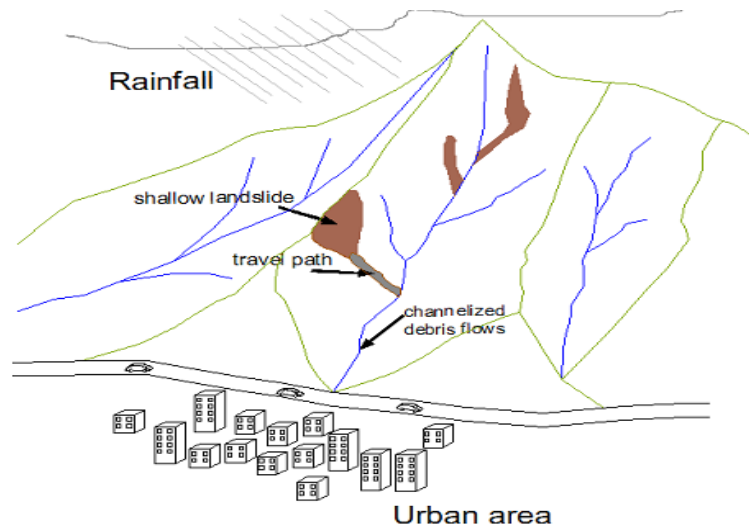 Rainfall
shallow landslide
travel path
channelized
debris flows
Urban area